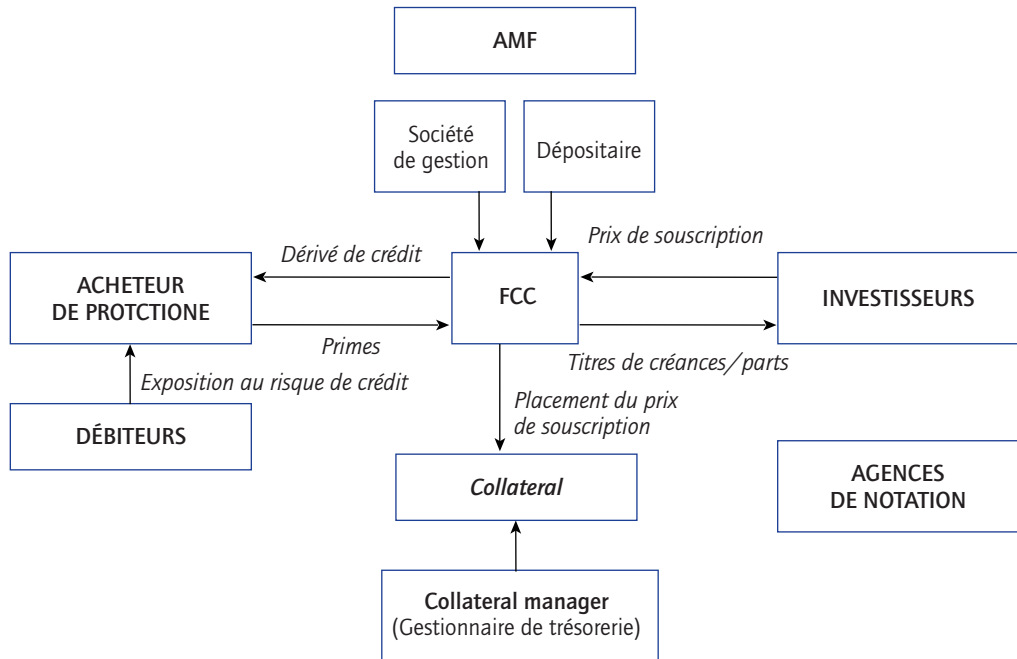 AMF
Société
de gestion
Dépositaire
Dérivé de crédit
Prix de souscription
ACHETEUR
DE PROTCTIONE
FCC
INVESTISSEURS
Primes
Titres de créances/parts
Exposition au risque de crédit
Placement du prix
de souscription
DÉBITEURS
Collateral
AGENCES
DE NOTATION
Collateral manager
(Gestionnaire de trésorerie)